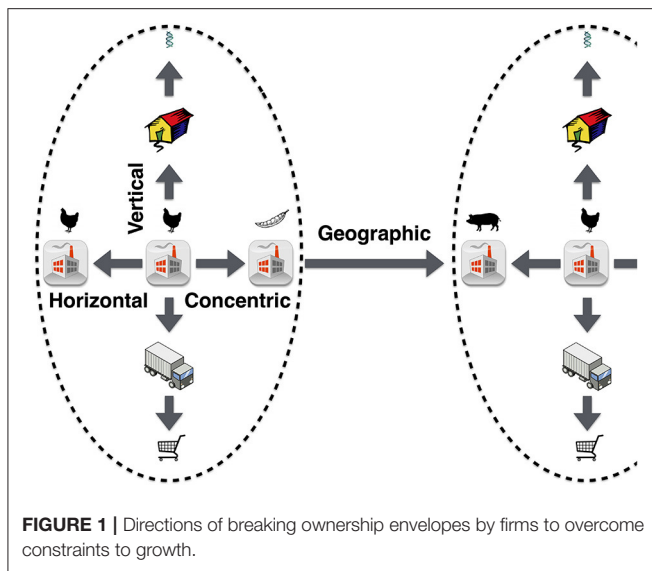 Vertical
Geographic
Horizontal
Concentric
FIGURE 1 | Directions of breaking ownership envelopes by firms to overcome
constraints to growth.